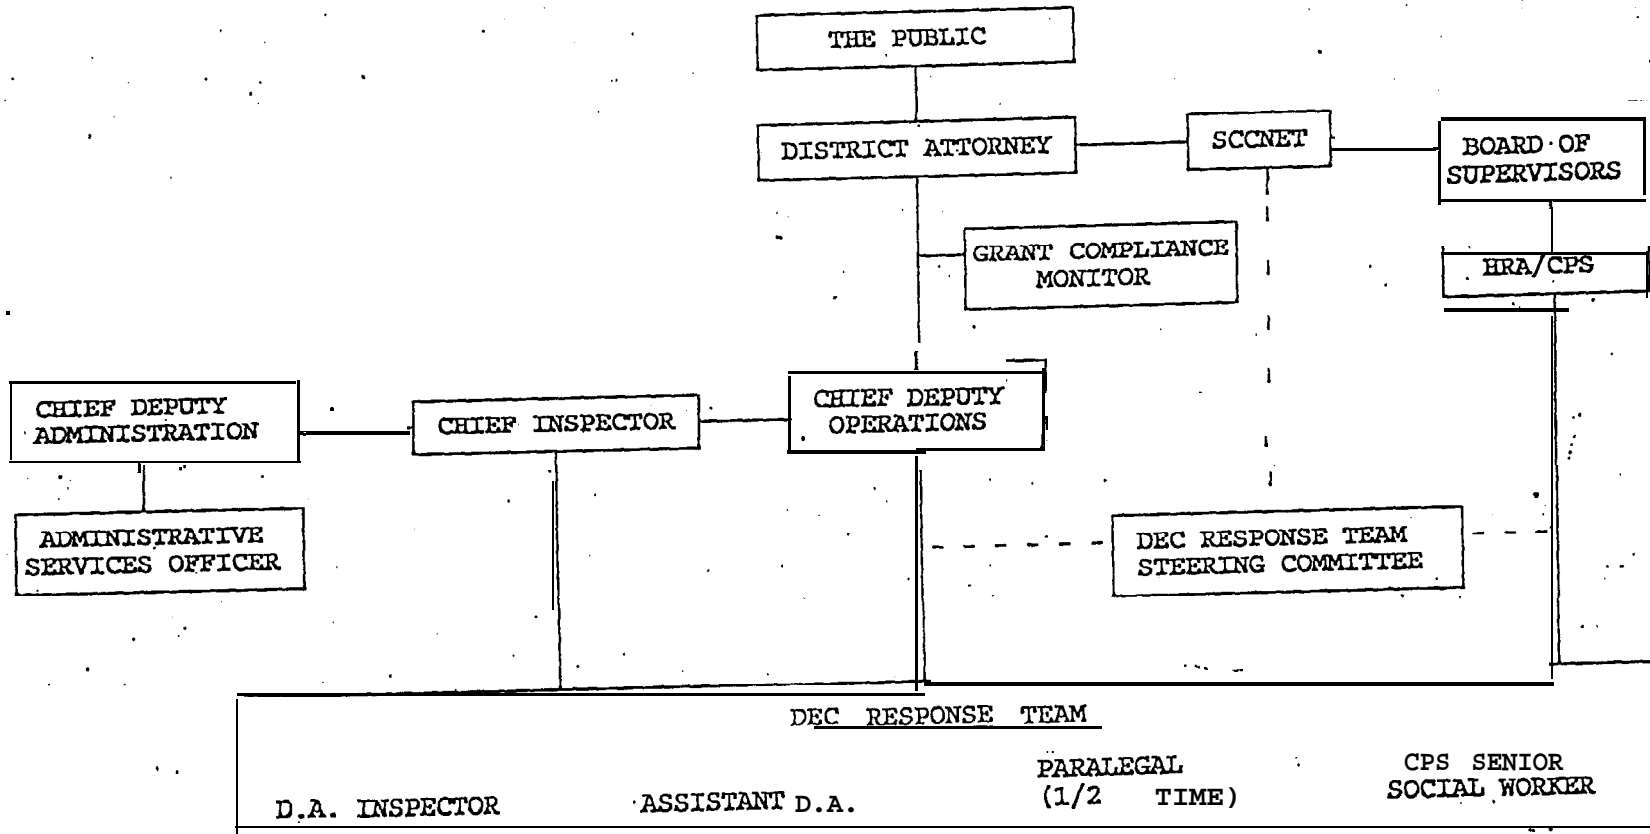 THE PUBLIC
DISTRICT ATTORNEY
SCCNET
BOARD OF
SUPERVISORS
GRANT COMPLIANCE
MONITOR
HRA/CPS
CHIEF DEPUTY
ADMINISTRATION
CHIEF INSPECTOR
CHIEF DEPUTY
OPERATIONS
ADMINISTRATIVE
SERVICES OFFICER
DEC RESPONSE TEAM
STEERING COMMITTEE
DEC RESPONSE TEAM
D.A. INSPECTOR
ASSISTANT D.A.
PARALEGAL
(1/2 TIME)
CPS SENIOR
SOCIAL WORKER